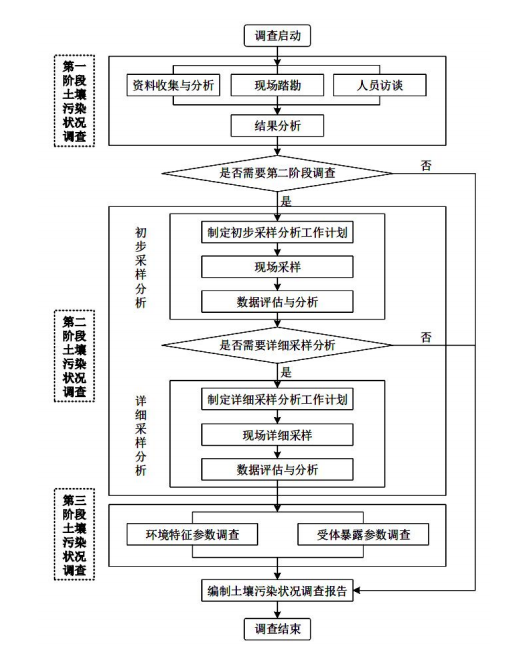 调查启动
第一
阶段
土壤
污染
状况
调查
资料收集与分析
现场踏勘
人员访谈
结果分析
是否需要第二阶段调查
否
是
初步采样分析
制定初步采样分析工作计划
现场采样
数据评估与分析
第二
阶段
土壤
污染
状况
调查
是否需要详细采样分析
否
是
详细采样分析
制定详细采样分析工作计划
现场详细采样
数据评估与分析
第三
阶段
土壤
污染
状况
调查
环境特征参数调查
受体暴露参数调查
编制土壤污染状况调查报告
调查结束